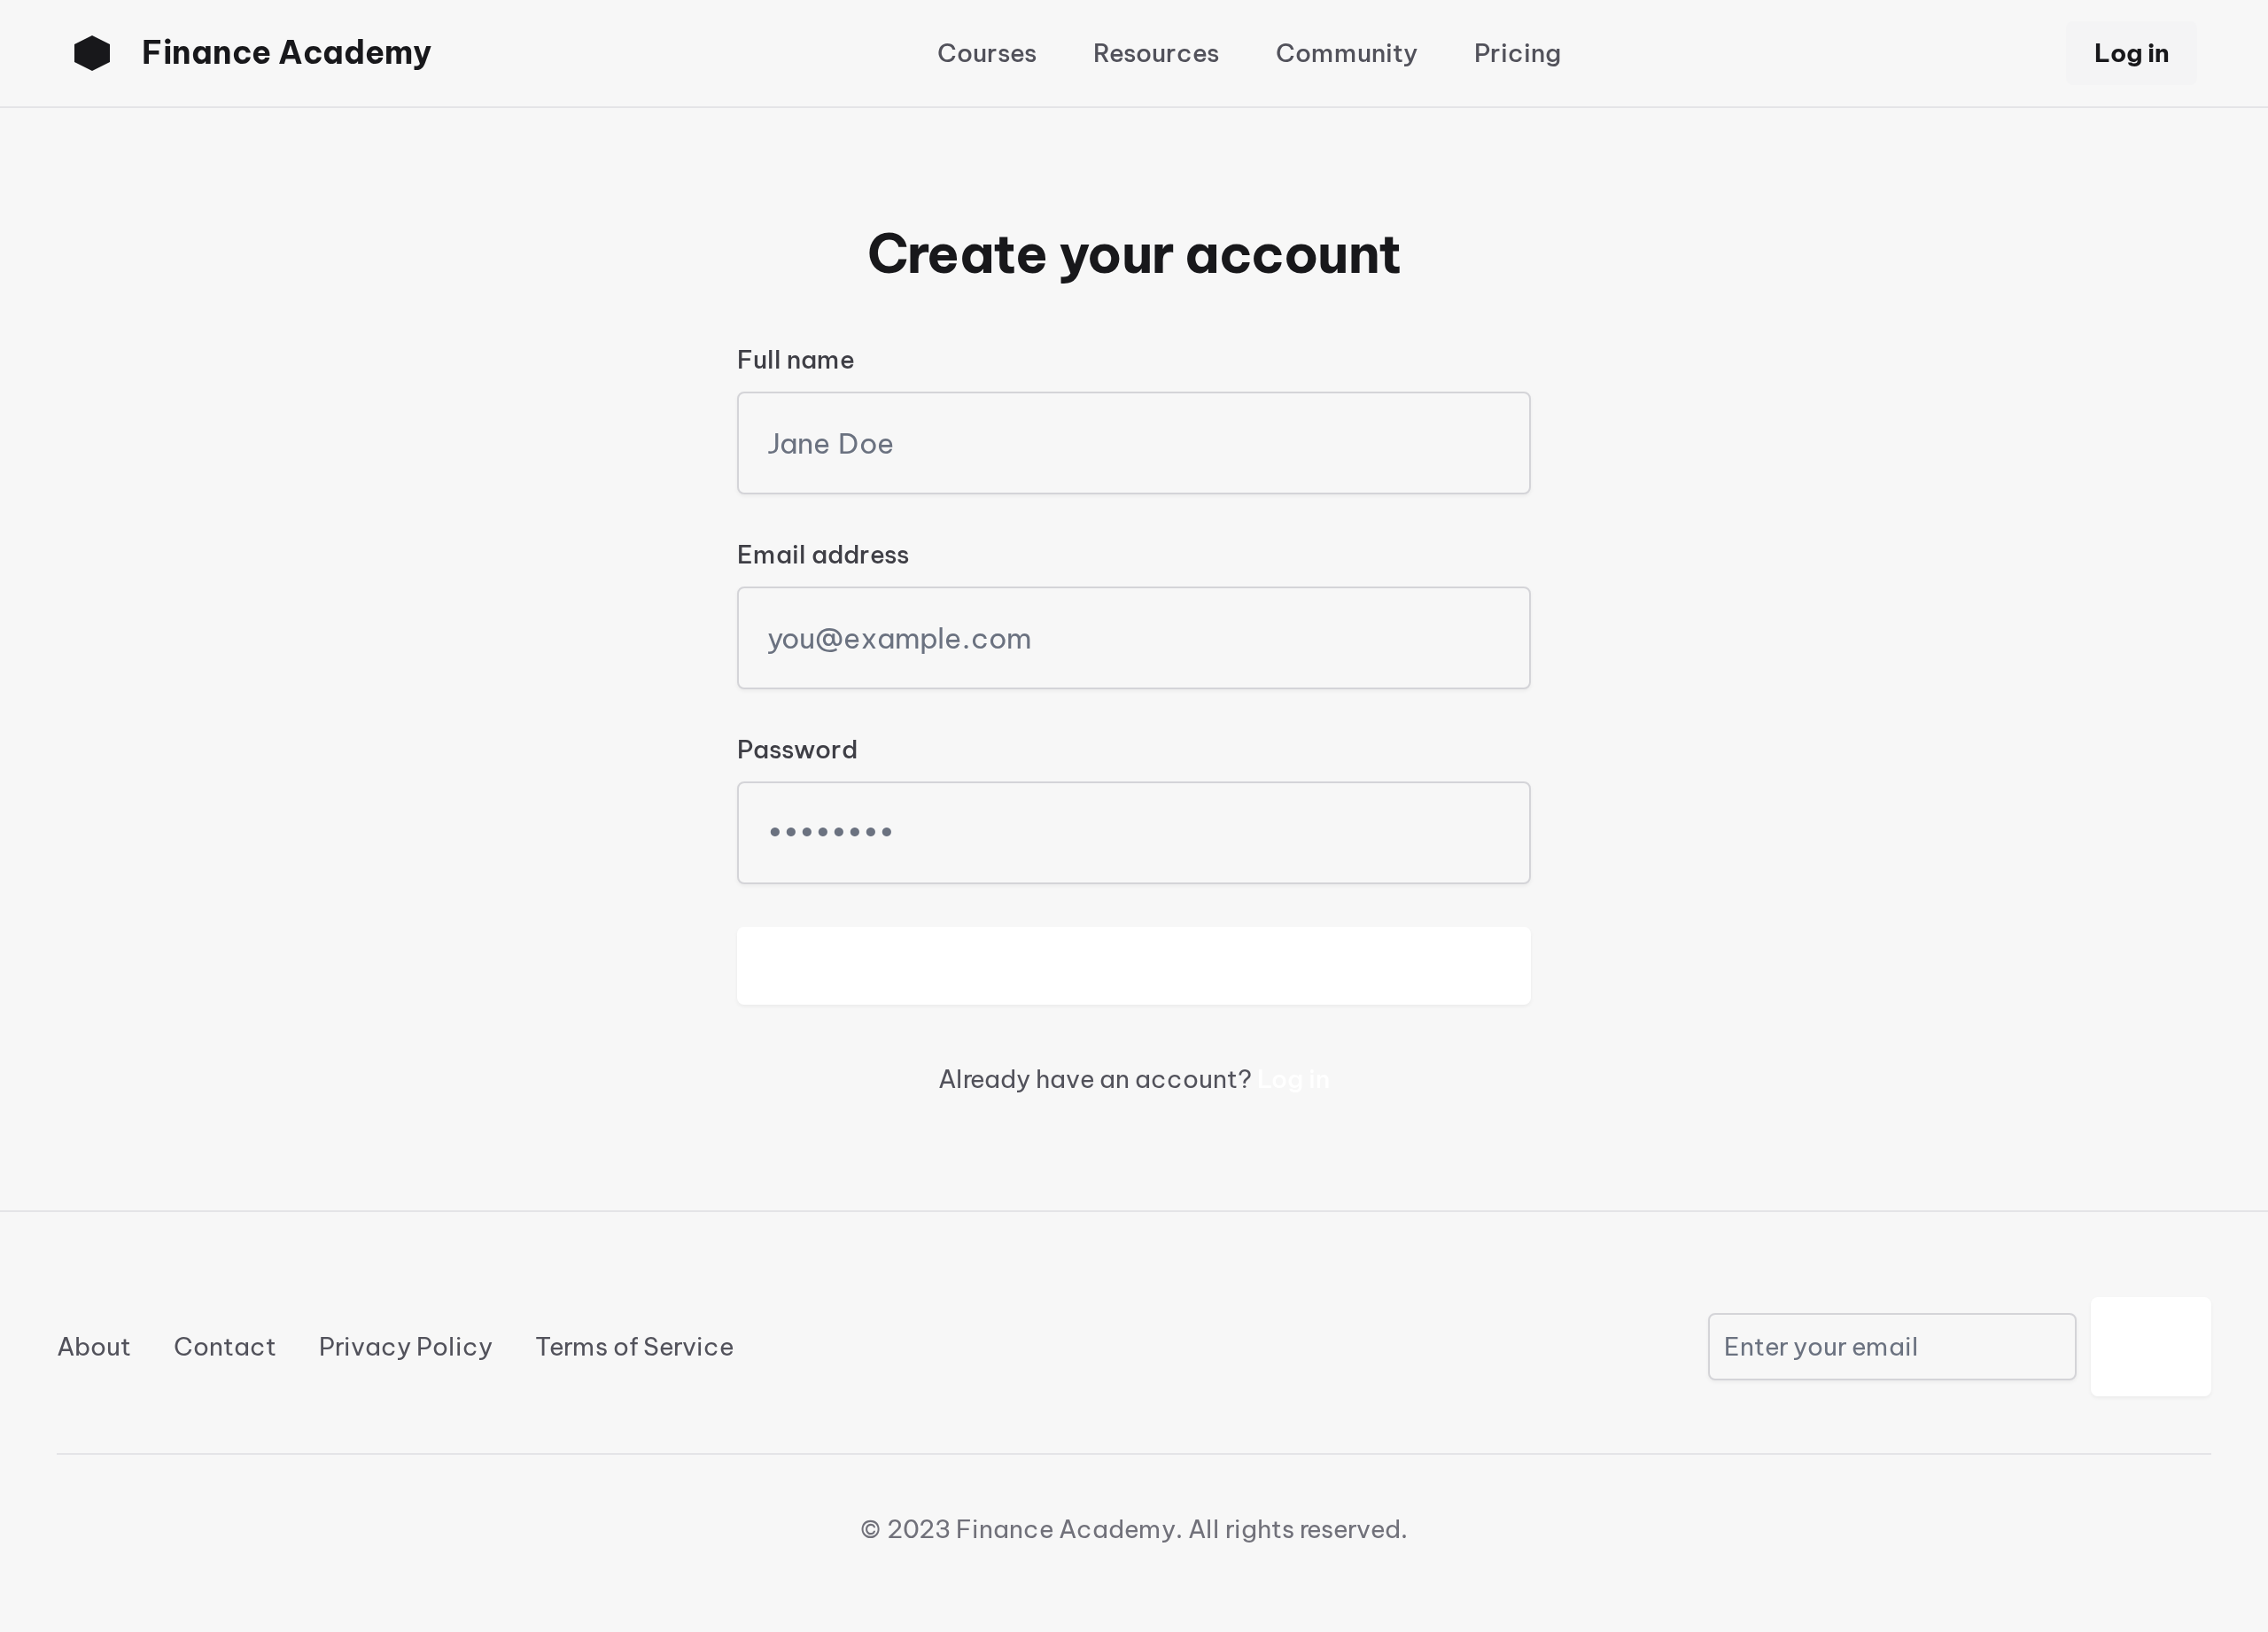 Finance Academy
Courses
Resources
Community
Pricing
Log in
Create your account
Full name
Jane Doe
Email address
you@example.com
Password
••••••••
Already have an account? Log in
About
Contact
Privacy Policy
Terms of Service
Enter your email
© 2023 Finance Academy. All rights reserved.